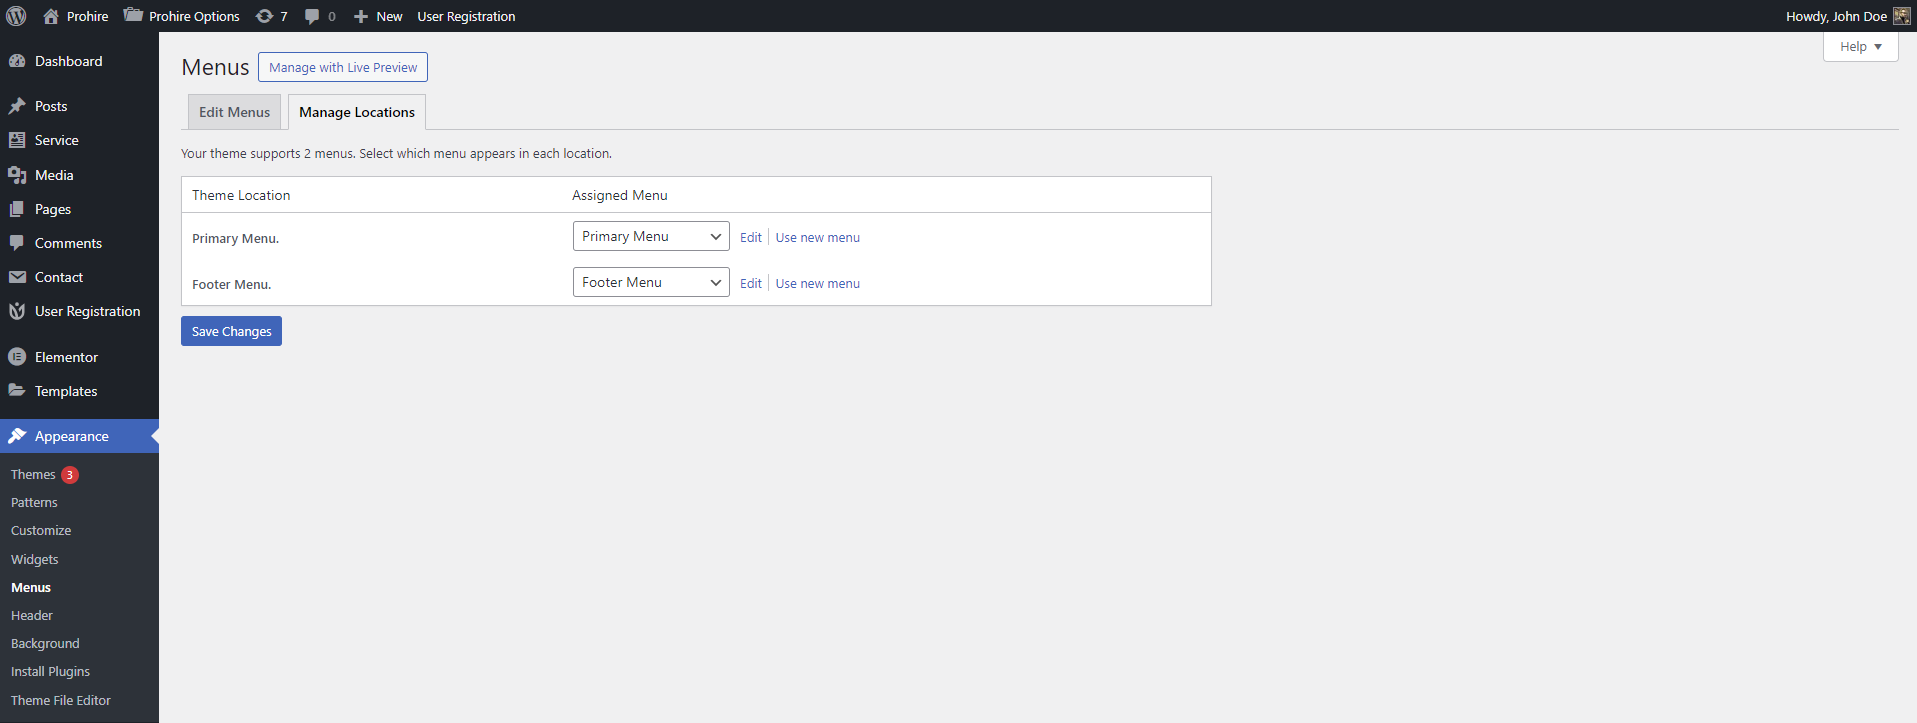 Prohire Prohire Options 7 0 New User Registration Howdy, John Doe
Help
Dashboard
Posts
Service
Media
Pages
Comments
Contact
User Registration
Elementor
Templates
Appearance
Themes 3
Patterns
Customize
Widgets
Menus
Header
Background
Install Plugins
Theme File Editor
Menus Manage with Live Preview
Edit Menus Manage Locations
Your theme supports 2 menus. Select which menu appears in each location.
Theme Location Assigned Menu
Primary Menu. Primary Menu Edit Use new menu
Footer Menu. Footer Menu Edit Use new menu
Save Changes